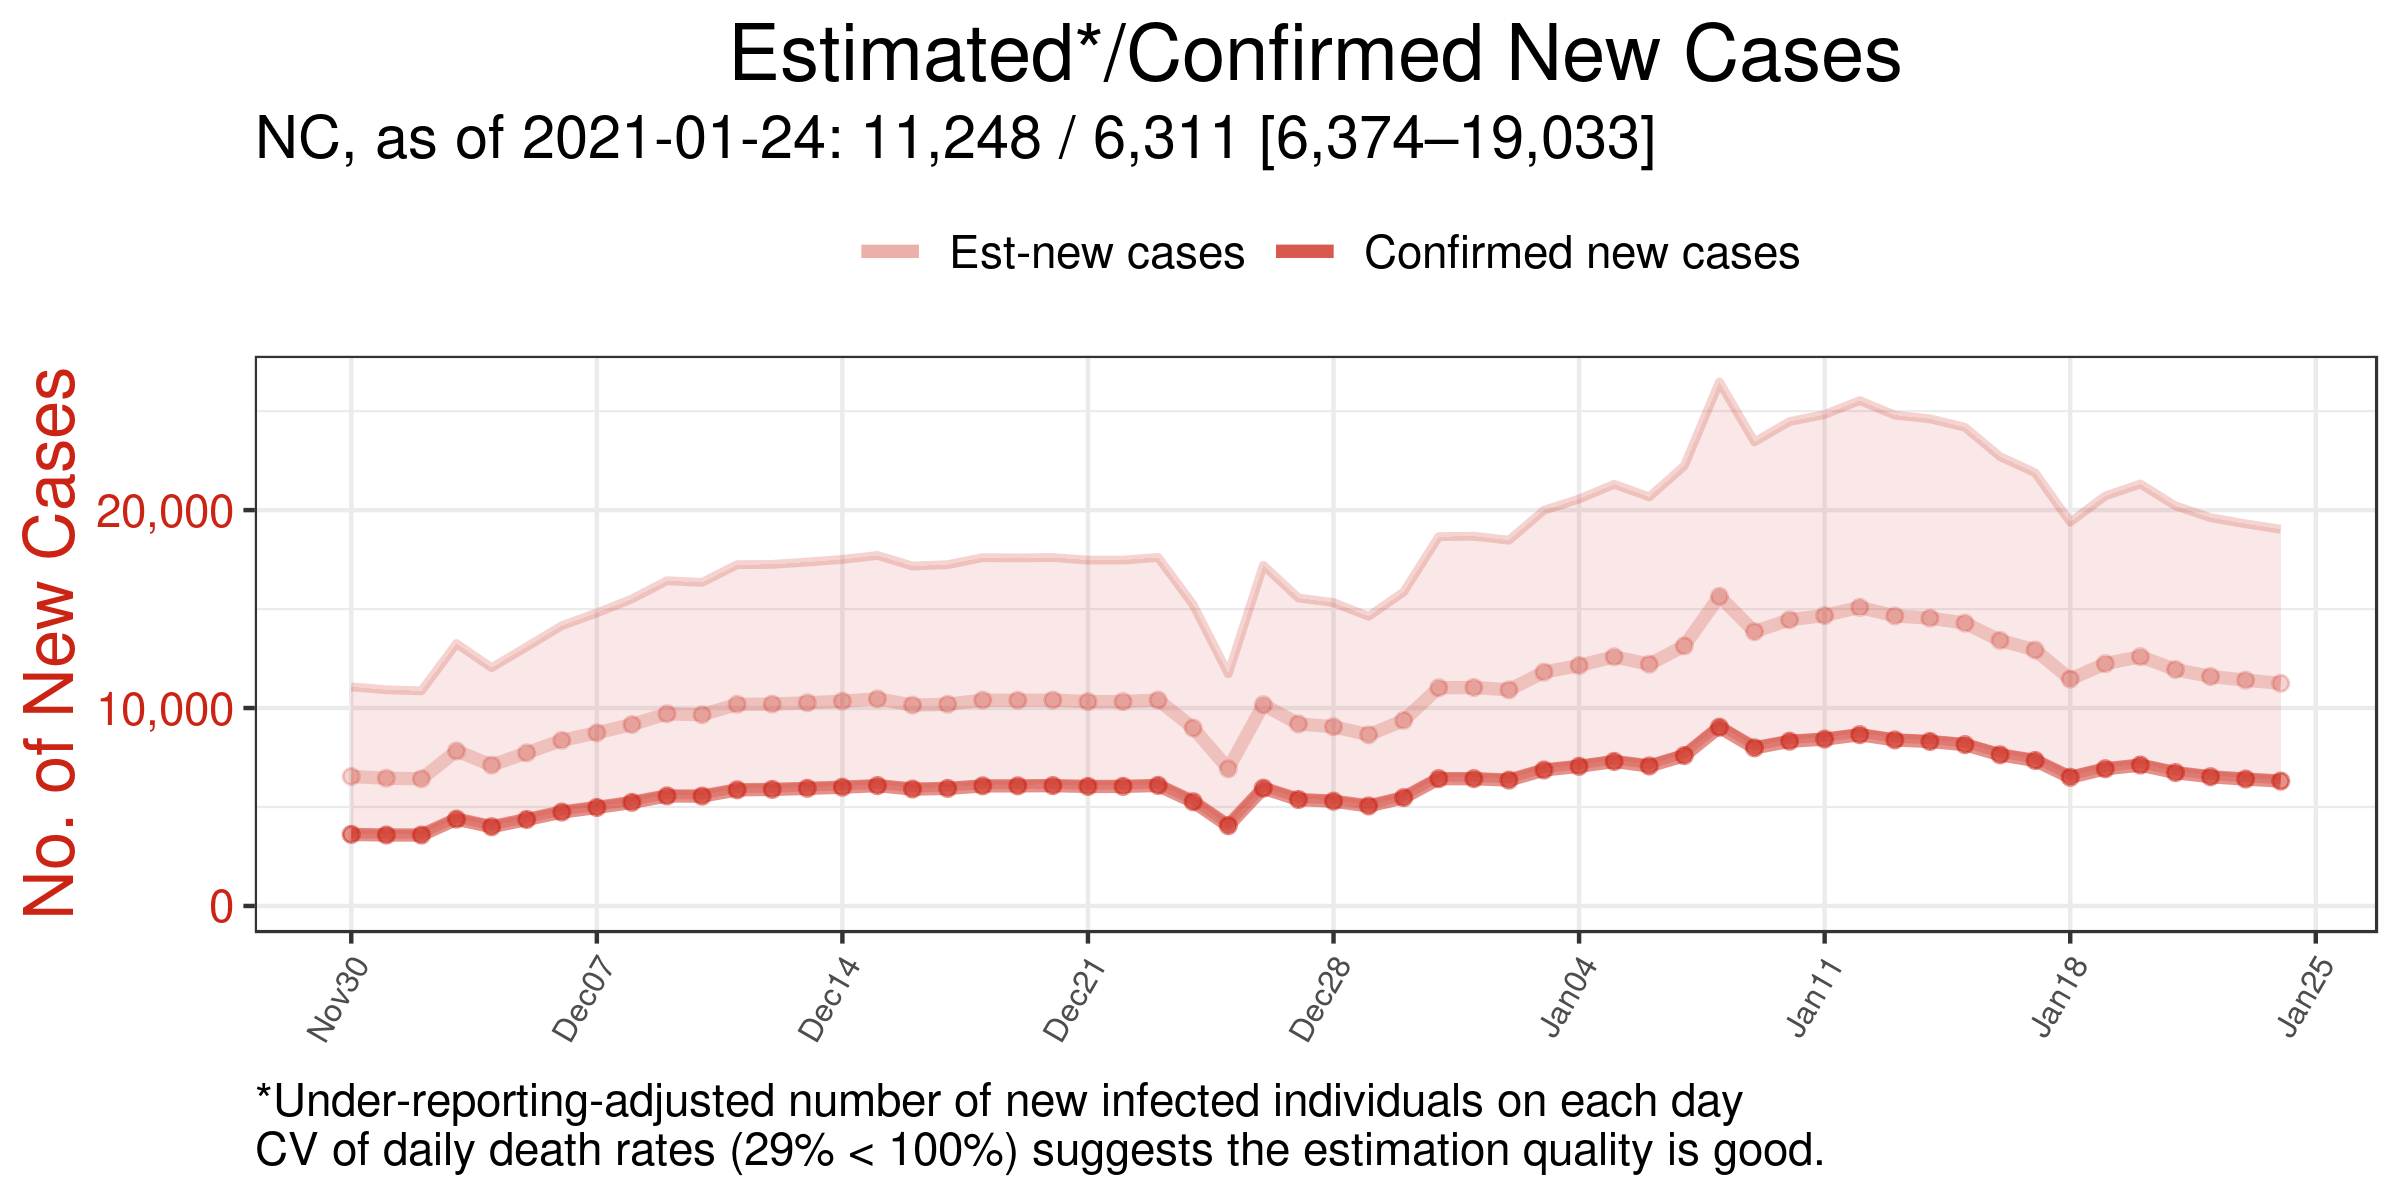 Estimated*/Confirmed New Cases
NC, as of 2021-01-24: 11,248 / 6,311 [6,374–19,033]
Est-new cases
Confirmed new cases
No. of New Cases
20,000
10,000
0
Nov30
Dec07
Dec14
Dec21
Dec28
Jan04
Jan11
Jan18
Jan25
*Under-reporting-adjusted number of new infected individuals on each day
CV of daily death rates (29% < 100%) suggests the estimation quality is good.